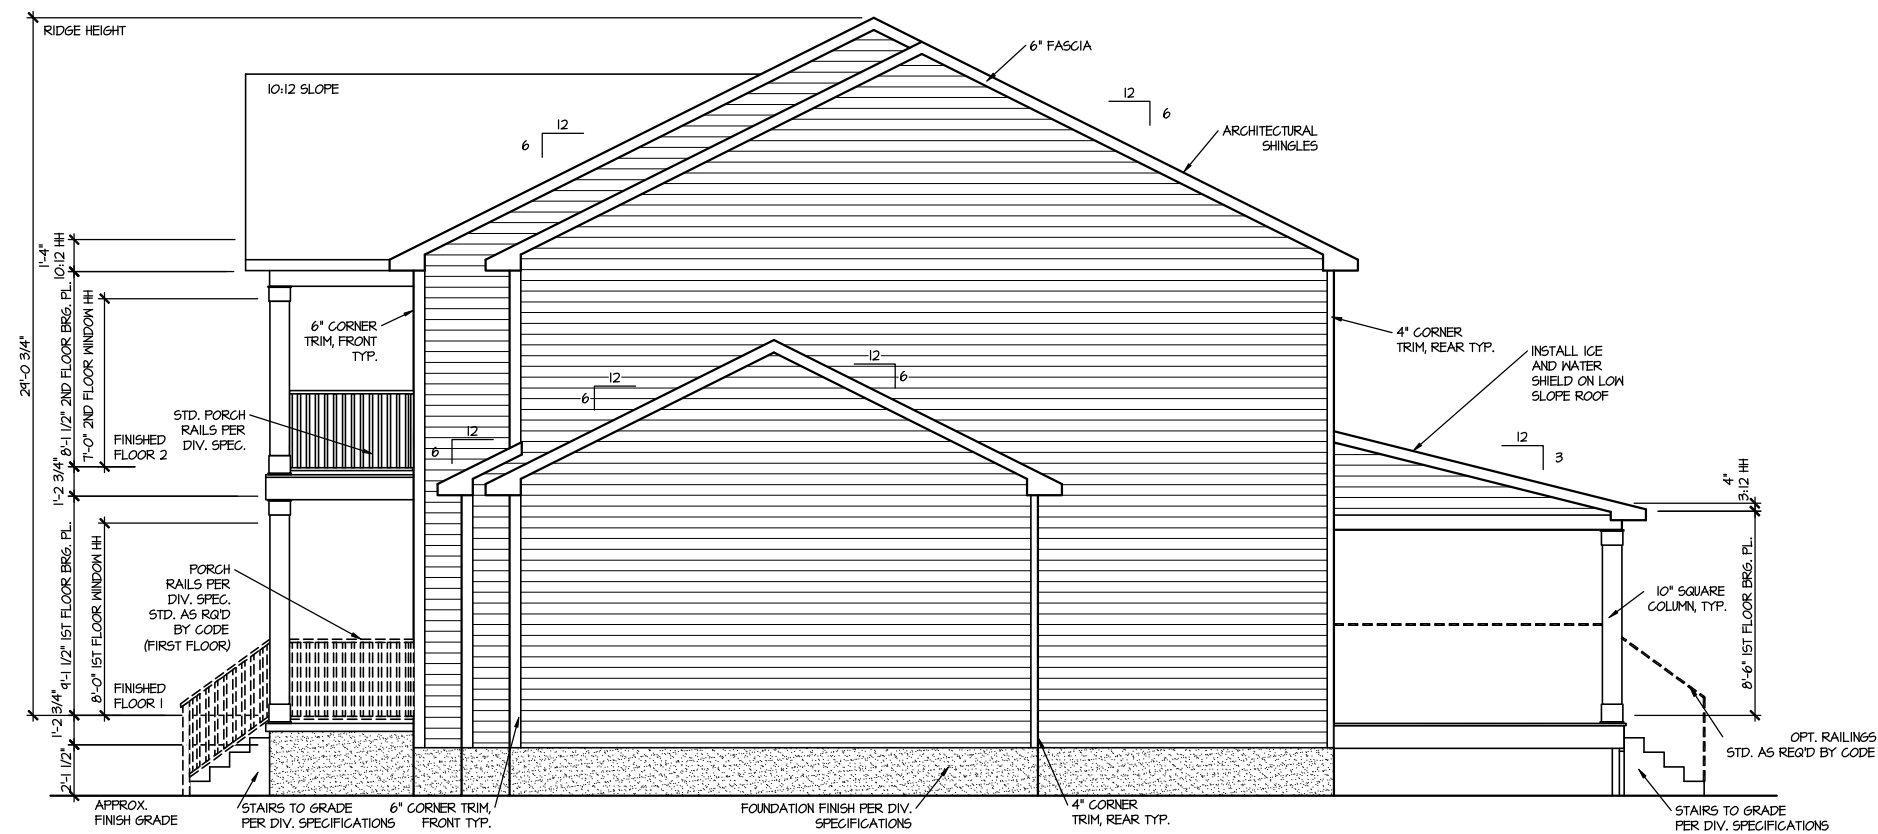 RIDGE HEIGHT
6" FASCIA
10:12 SLOPE
12
6
12
6
ARCHITECTURAL
SHINGLES
1'-4"
10:12 HH
29'-0 3/4"
8'-1 1/2" 2ND FLOOR BRG. PL.
7'-0" 2ND FLOOR WINDOW HH
6" CORNER
TRIM, FRONT
TYP.
4" CORNER
TRIM, REAR TYP.
INSTALL ICE
AND WATER
SHIELD ON LOW
SLOPE ROOF
12
6
12
6
12
6
12
3
STD. PORCH
RAILS PER
DIV. SPEC.
FINISHED
FLOOR 2
1'-2 3/4"
4"
3:12 HH
9'-1 1/2" 1ST FLOOR BRG. PL.
8'-0" 1ST FLOOR WINDOW HH
PORCH
RAILS PER
DIV. SPEC.
STD. AS RQ'D
BY CODE
(FIRST FLOOR)
10" SQUARE
COLUMN, TYP.
8'-6" 1ST FLOOR BRG. PL.
FINISHED
FLOOR 1
1'-2 3/4"
2'-1 1/2"
OPT. RAILINGS
STD. AS REQ'D BY CODE
APPROX.
FINISH GRADE
STAIRS TO GRADE
PER DIV. SPECIFICATIONS
6" CORNER TRIM,
FRONT TYP.
FOUNDATION FINISH PER DIV.
SPECIFICATIONS
4" CORNER
TRIM, REAR TYP.
STAIRS TO GRADE
PER DIV. SPECIFICATIONS